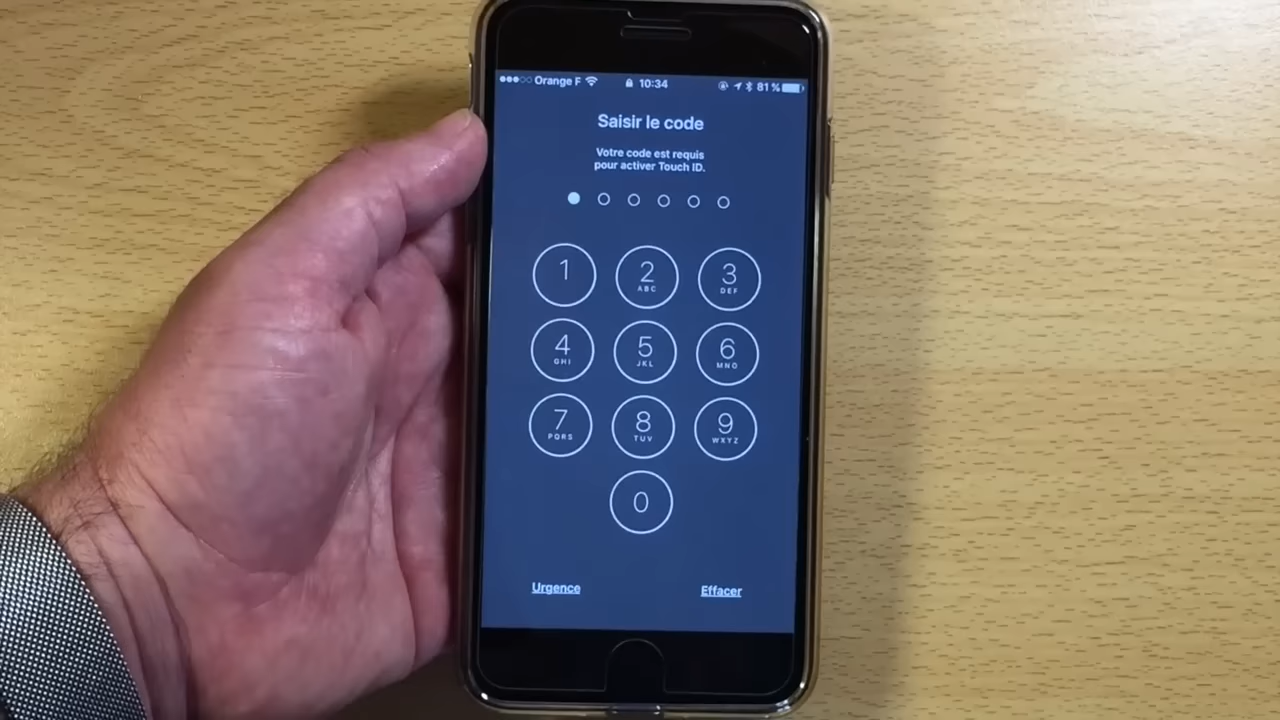 Orange F 10:34 81 %
Saisir le code
Votre code est requis
pour activer Touch ID.
1 2 3
ABC DEF
4 5 6
GHI JKL MNO
7 8 9
PQRS TUV WXYZ
0
Urgence Effacer